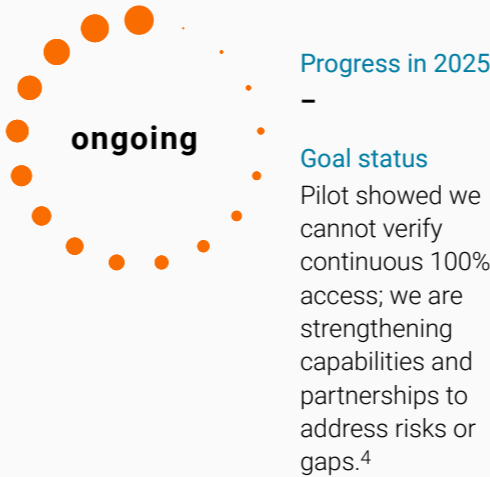 ongoing
Progress in 2025
–
Goal status
Pilot showed we
cannot verify
continuous 100%
access; we are
strengthening
capabilities and
partnerships to
address risks or
gaps.4